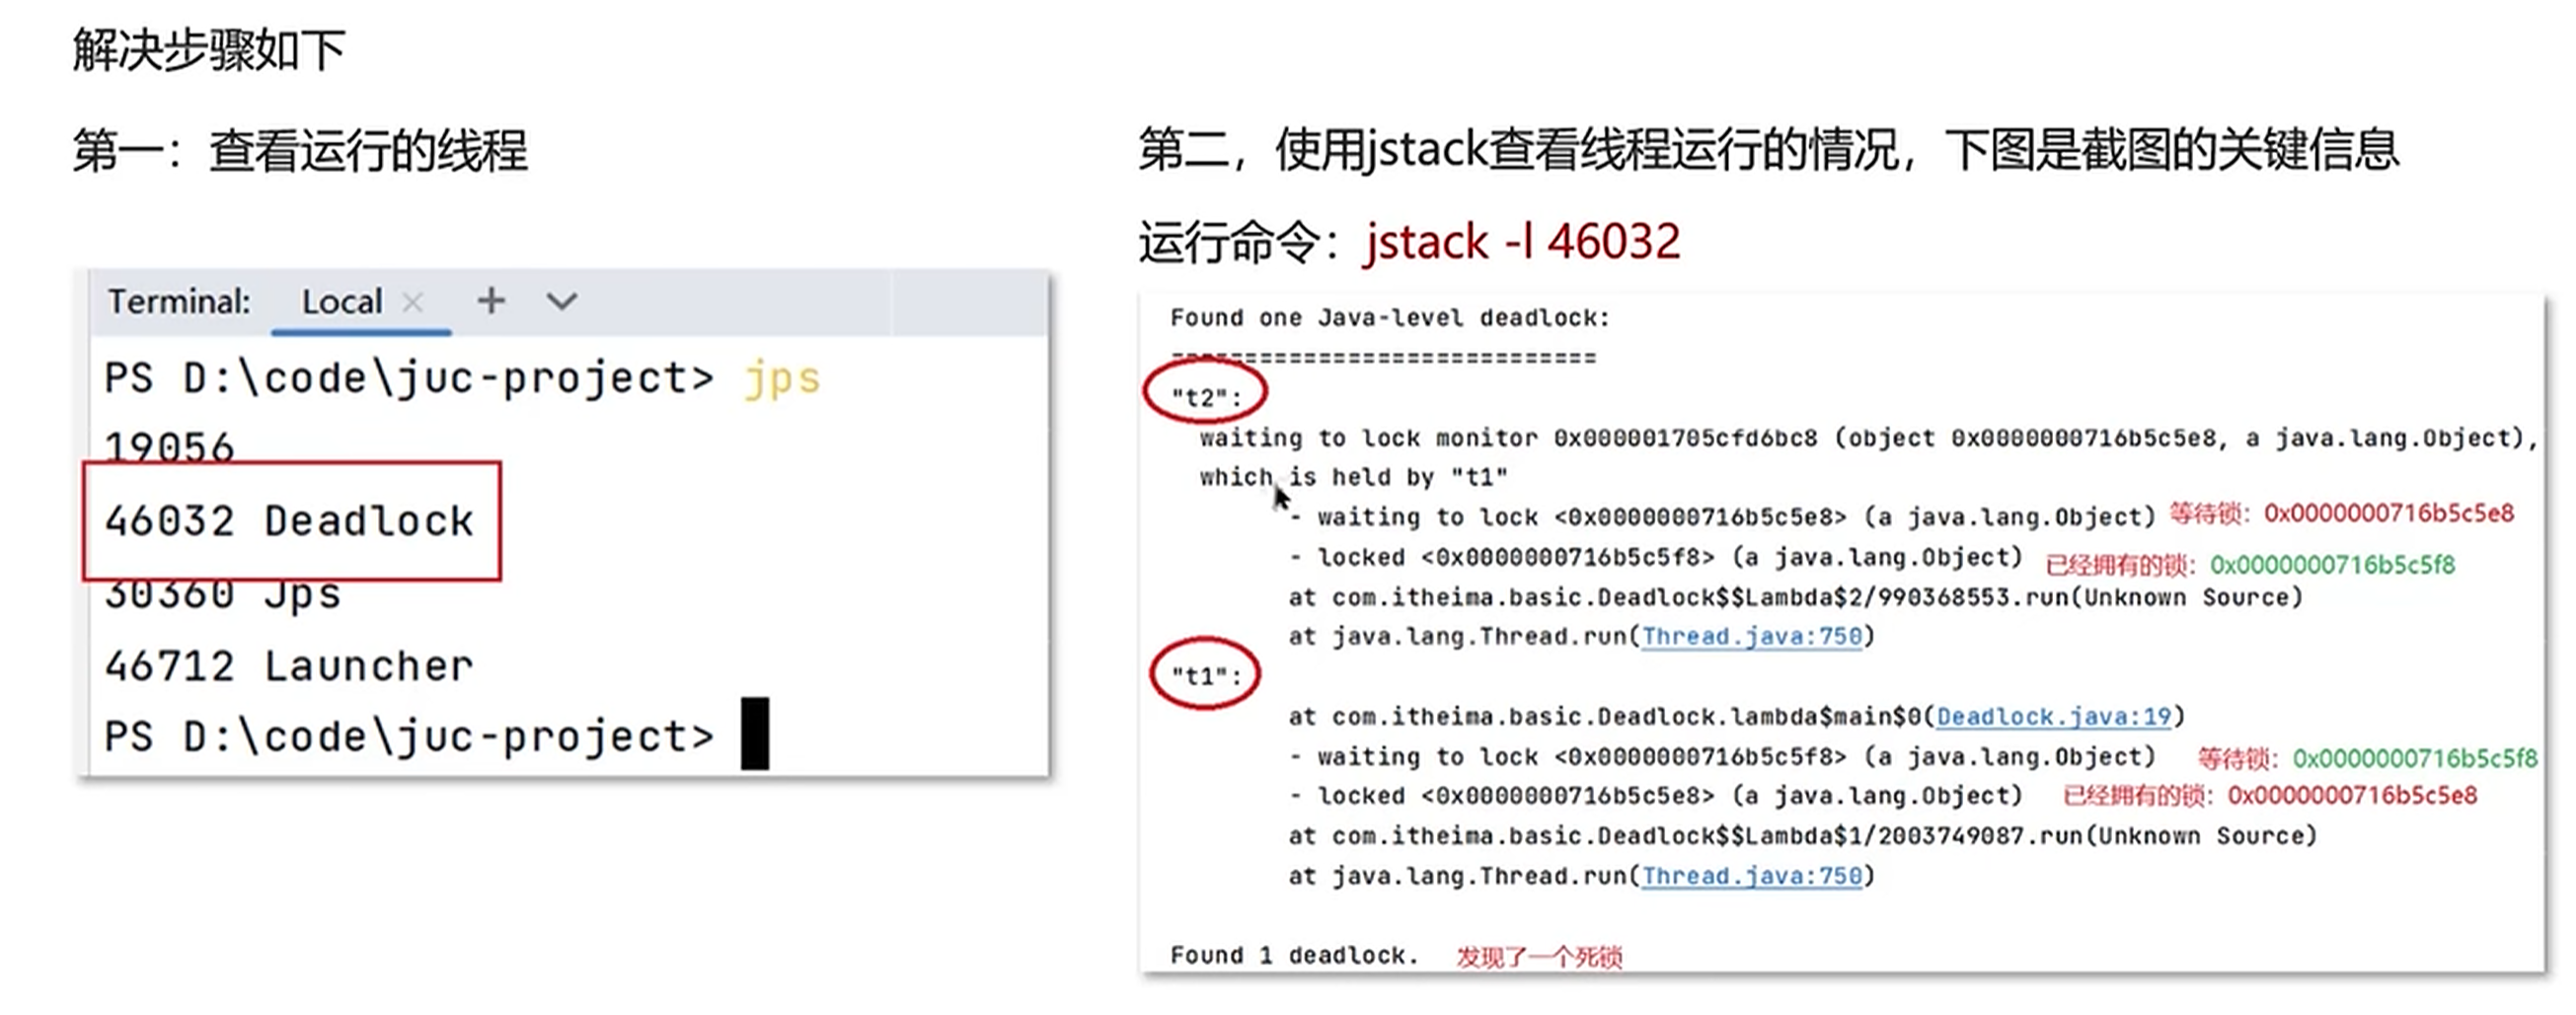 解决步骤如下
第一：查看运行的线程
Terminal: Local × + ∨
PS D:\code\juc-project> jps
19056
46032 Deadlock
30360 Jps
46712 Launcher
PS D:\code\juc-project>
第二，使用jstack查看线程运行的情况，下图是截图的关键信息
运行命令：jstack -l 46032
Found one Java-level deadlock:
=============================
"t2":
waiting to lock monitor 0x000001705cfd6bc8 (object 0x0000000716b5c5e8, a java.lang.Object),
which is held by "t1"
- waiting to lock <0x0000000716b5c5e8> (a java.lang.Object) 等待锁：0x0000000716b5c5e8
- locked <0x0000000716b5c5f8> (a java.lang.Object) 已经拥有的锁：0x0000000716b5c5f8
at com.itheima.basic.Deadlock$$Lambda$2/990368553.run(Unknown Source)
at java.lang.Thread.run(Thread.java:750)
"t1":
at com.itheima.basic.Deadlock.lambda$main$0(Deadlock.java:19)
- waiting to lock <0x0000000716b5c5f8> (a java.lang.Object) 等待锁：0x0000000716b5c5f8
- locked <0x0000000716b5c5e8> (a java.lang.Object) 已经拥有的锁：0x0000000716b5c5e8
at com.itheima.basic.Deadlock$$Lambda$1/2003749087.run(Unknown Source)
at java.lang.Thread.run(Thread.java:750)
Found 1 deadlock. 发现了一个死锁